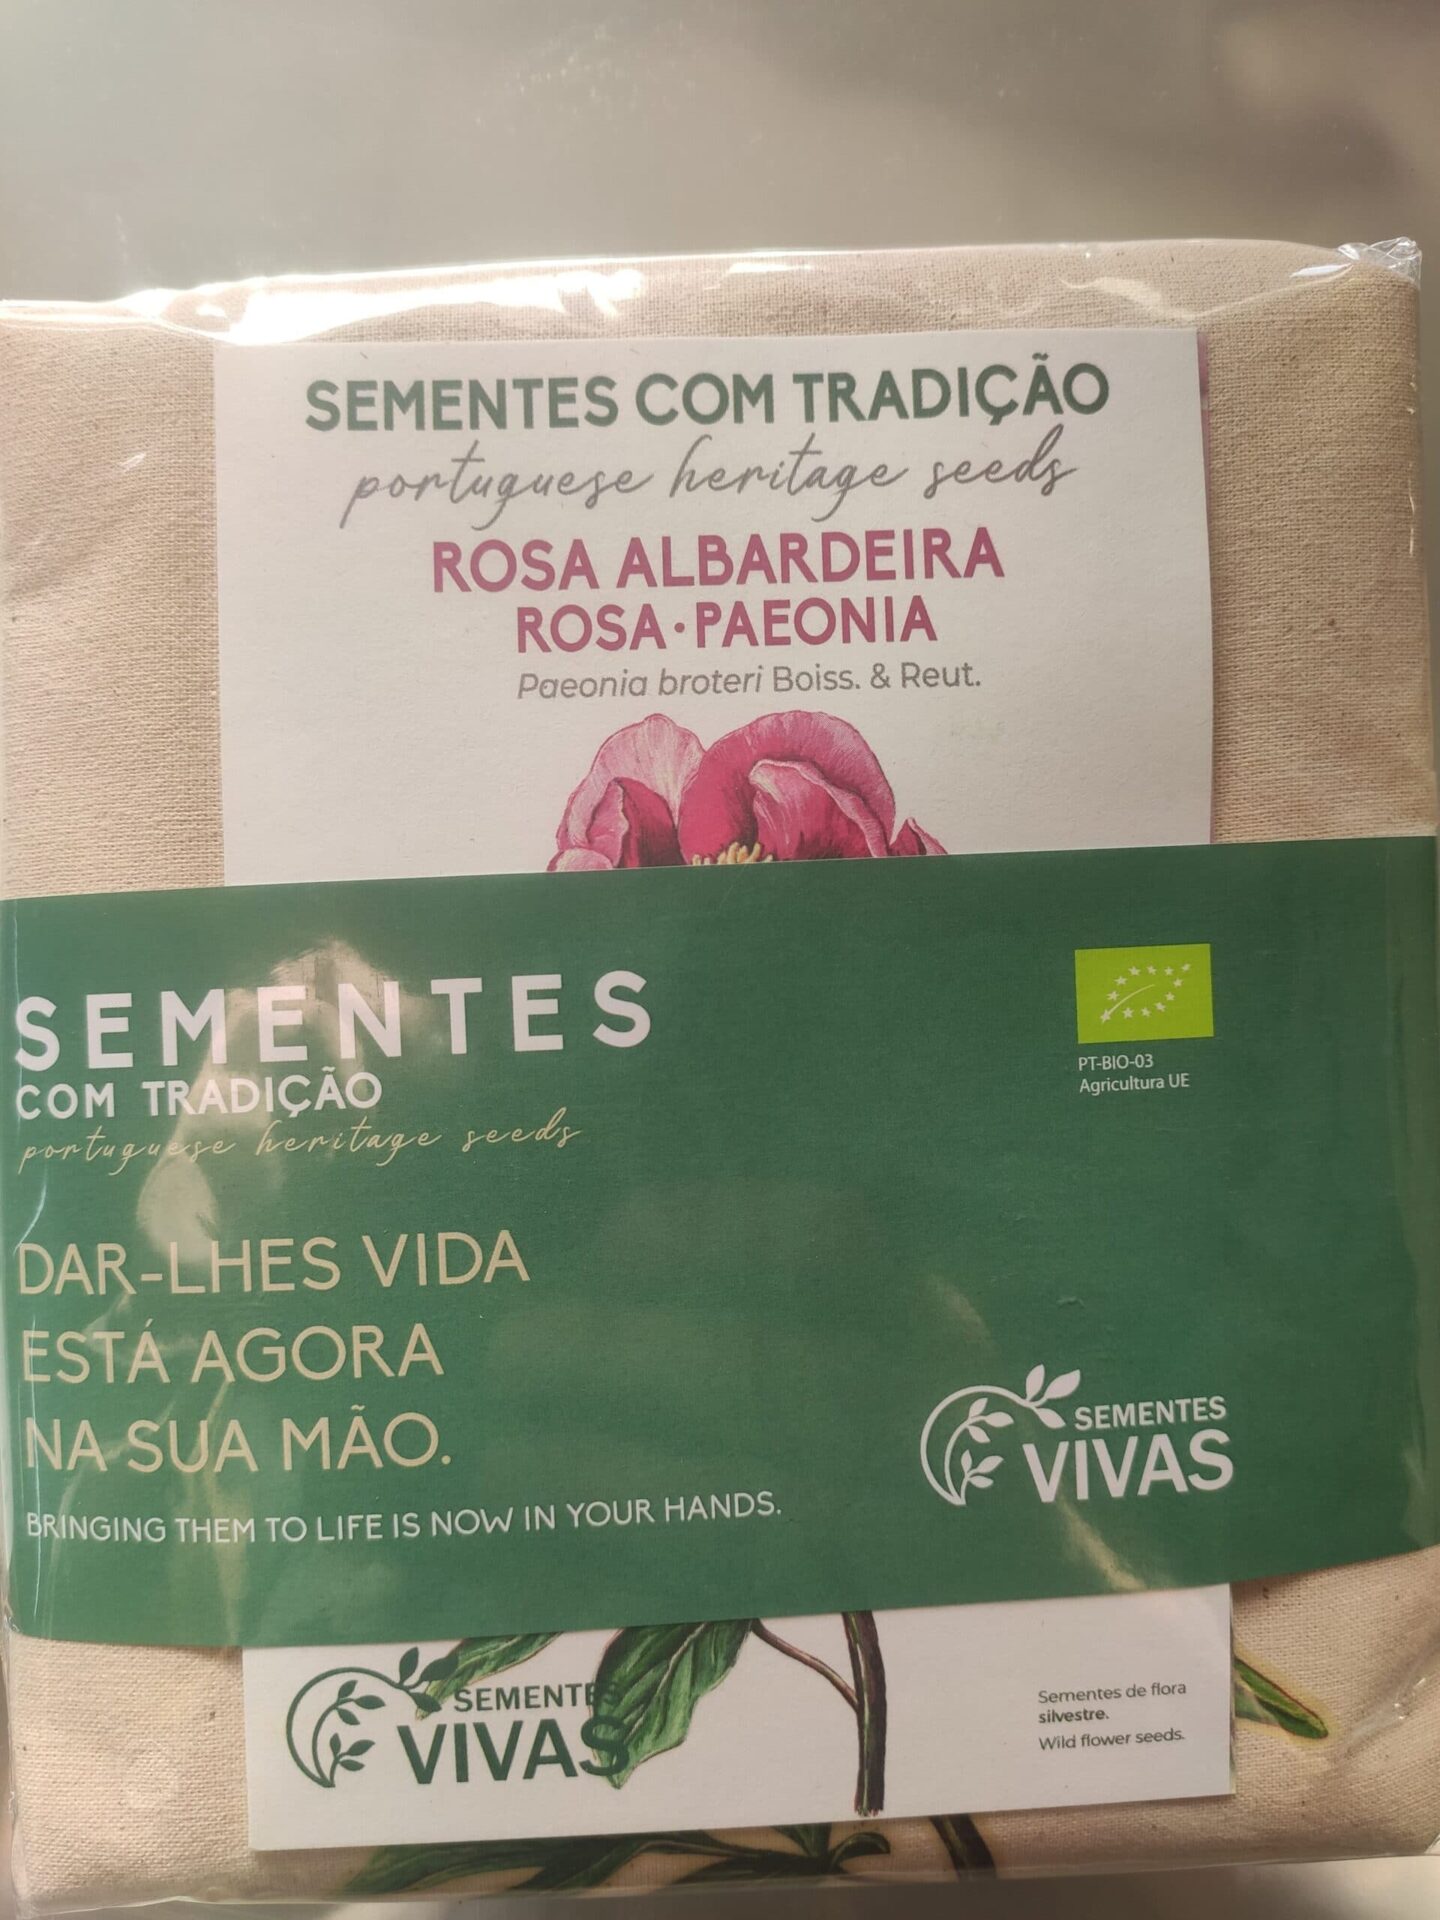 SEMENTES COM TRADIÇÃO
portuguese heritage seeds
ROSA ALBARDEIRA
ROSA·PAEONIA
Paeonia broteri Boiss. & Reut.
SEMENTES
COM TRADIÇÃO
portuguese heritage seeds
PT-BIO-03
Agricultura UE
DAR-LHES VIDA
ESTÁ AGORA
NA SUA MÃO.
BRINGING THEM TO LIFE IS NOW IN YOUR HANDS.
SEMENTES
VIVAS
SEMENTES
VIVAS
Sementes de flora
silvestre.
Wild flower seeds.